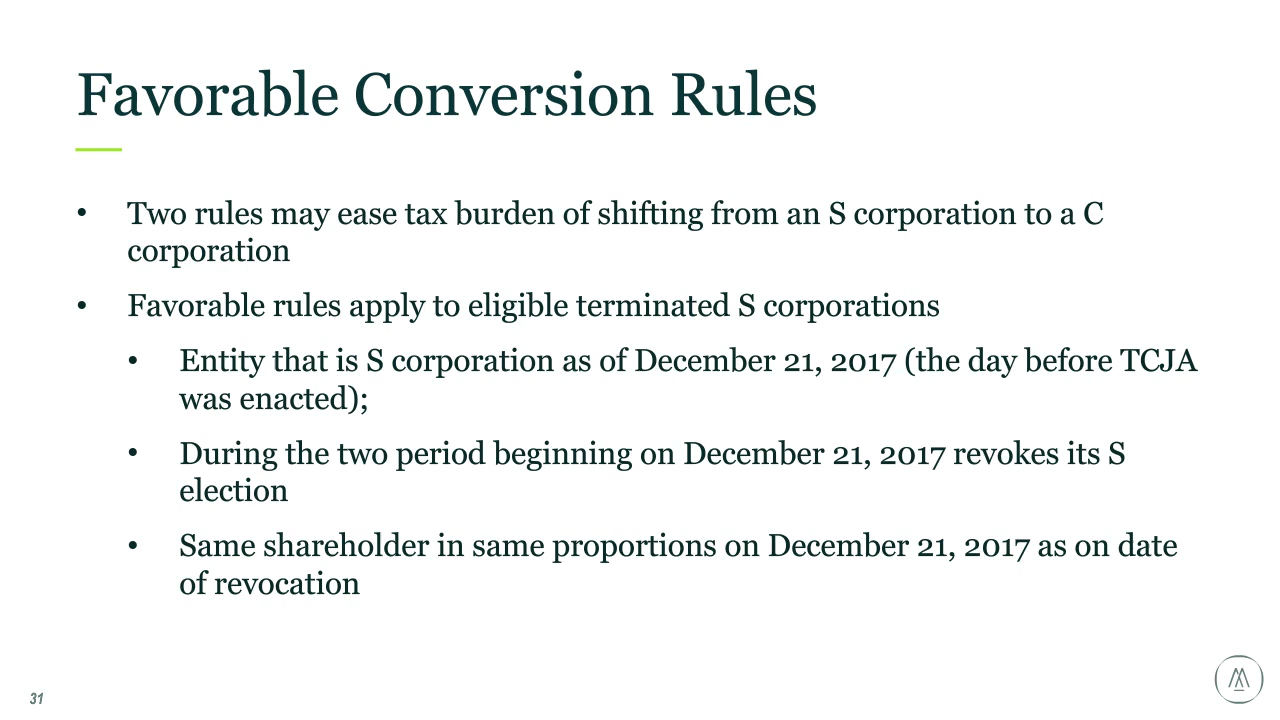 Favorable Conversion Rules
• Two rules may ease tax burden of shifting from an S corporation to a C
corporation
• Favorable rules apply to eligible terminated S corporations
• Entity that is S corporation as of December 21, 2017 (the day before TCJA
was enacted);
• During the two period beginning on December 21, 2017 revokes its S
election
• Same shareholder in same proportions on December 21, 2017 as on date
of revocation
31